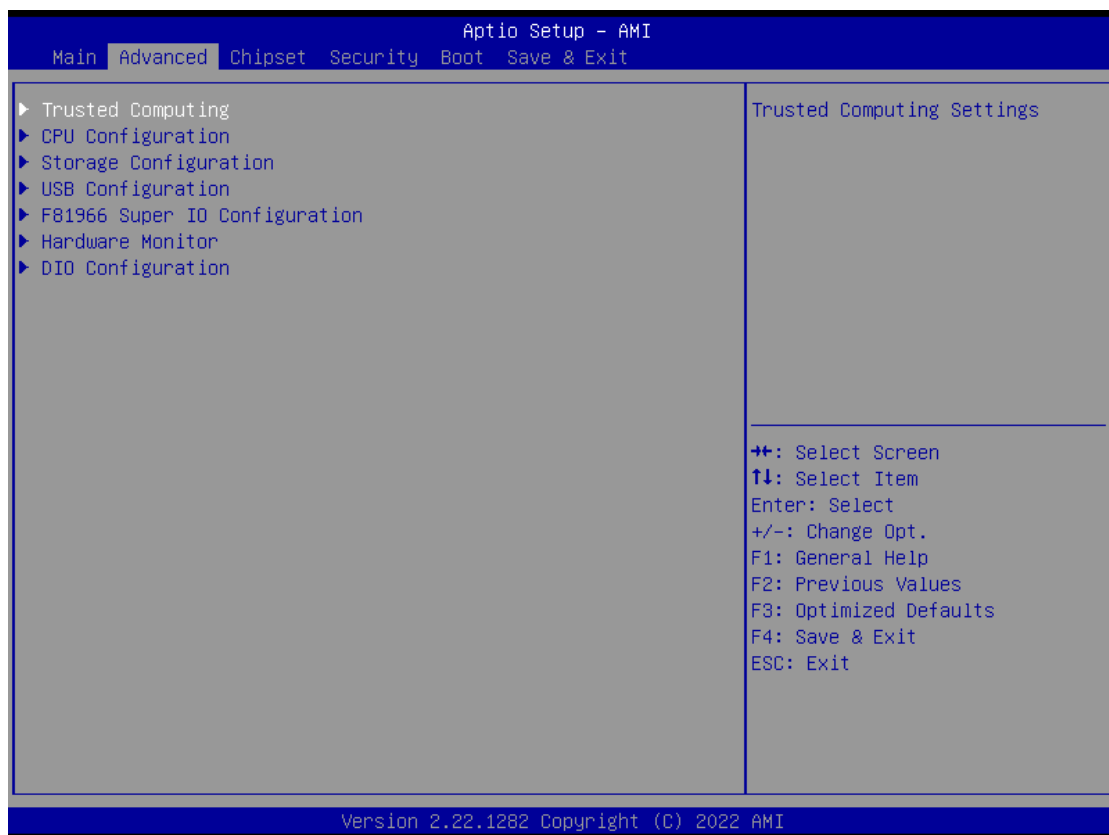 Aptio Setup - AMI
Main Advanced Chipset Security Boot Save & Exit
Trusted Computing
CPU Configuration
Storage Configuration
USB Configuration
F81966 Super IO Configuration
Hardware Monitor
DIO Configuration
Trusted Computing Settings
→←: Select Screen
↑↓: Select Item
Enter: Select
+/-: Change Opt.
F1: General Help
F2: Previous Values
F3: Optimized Defaults
F4: Save & Exit
ESC: Exit
Version 2.22.1282 Copyright (C) 2022 AMI